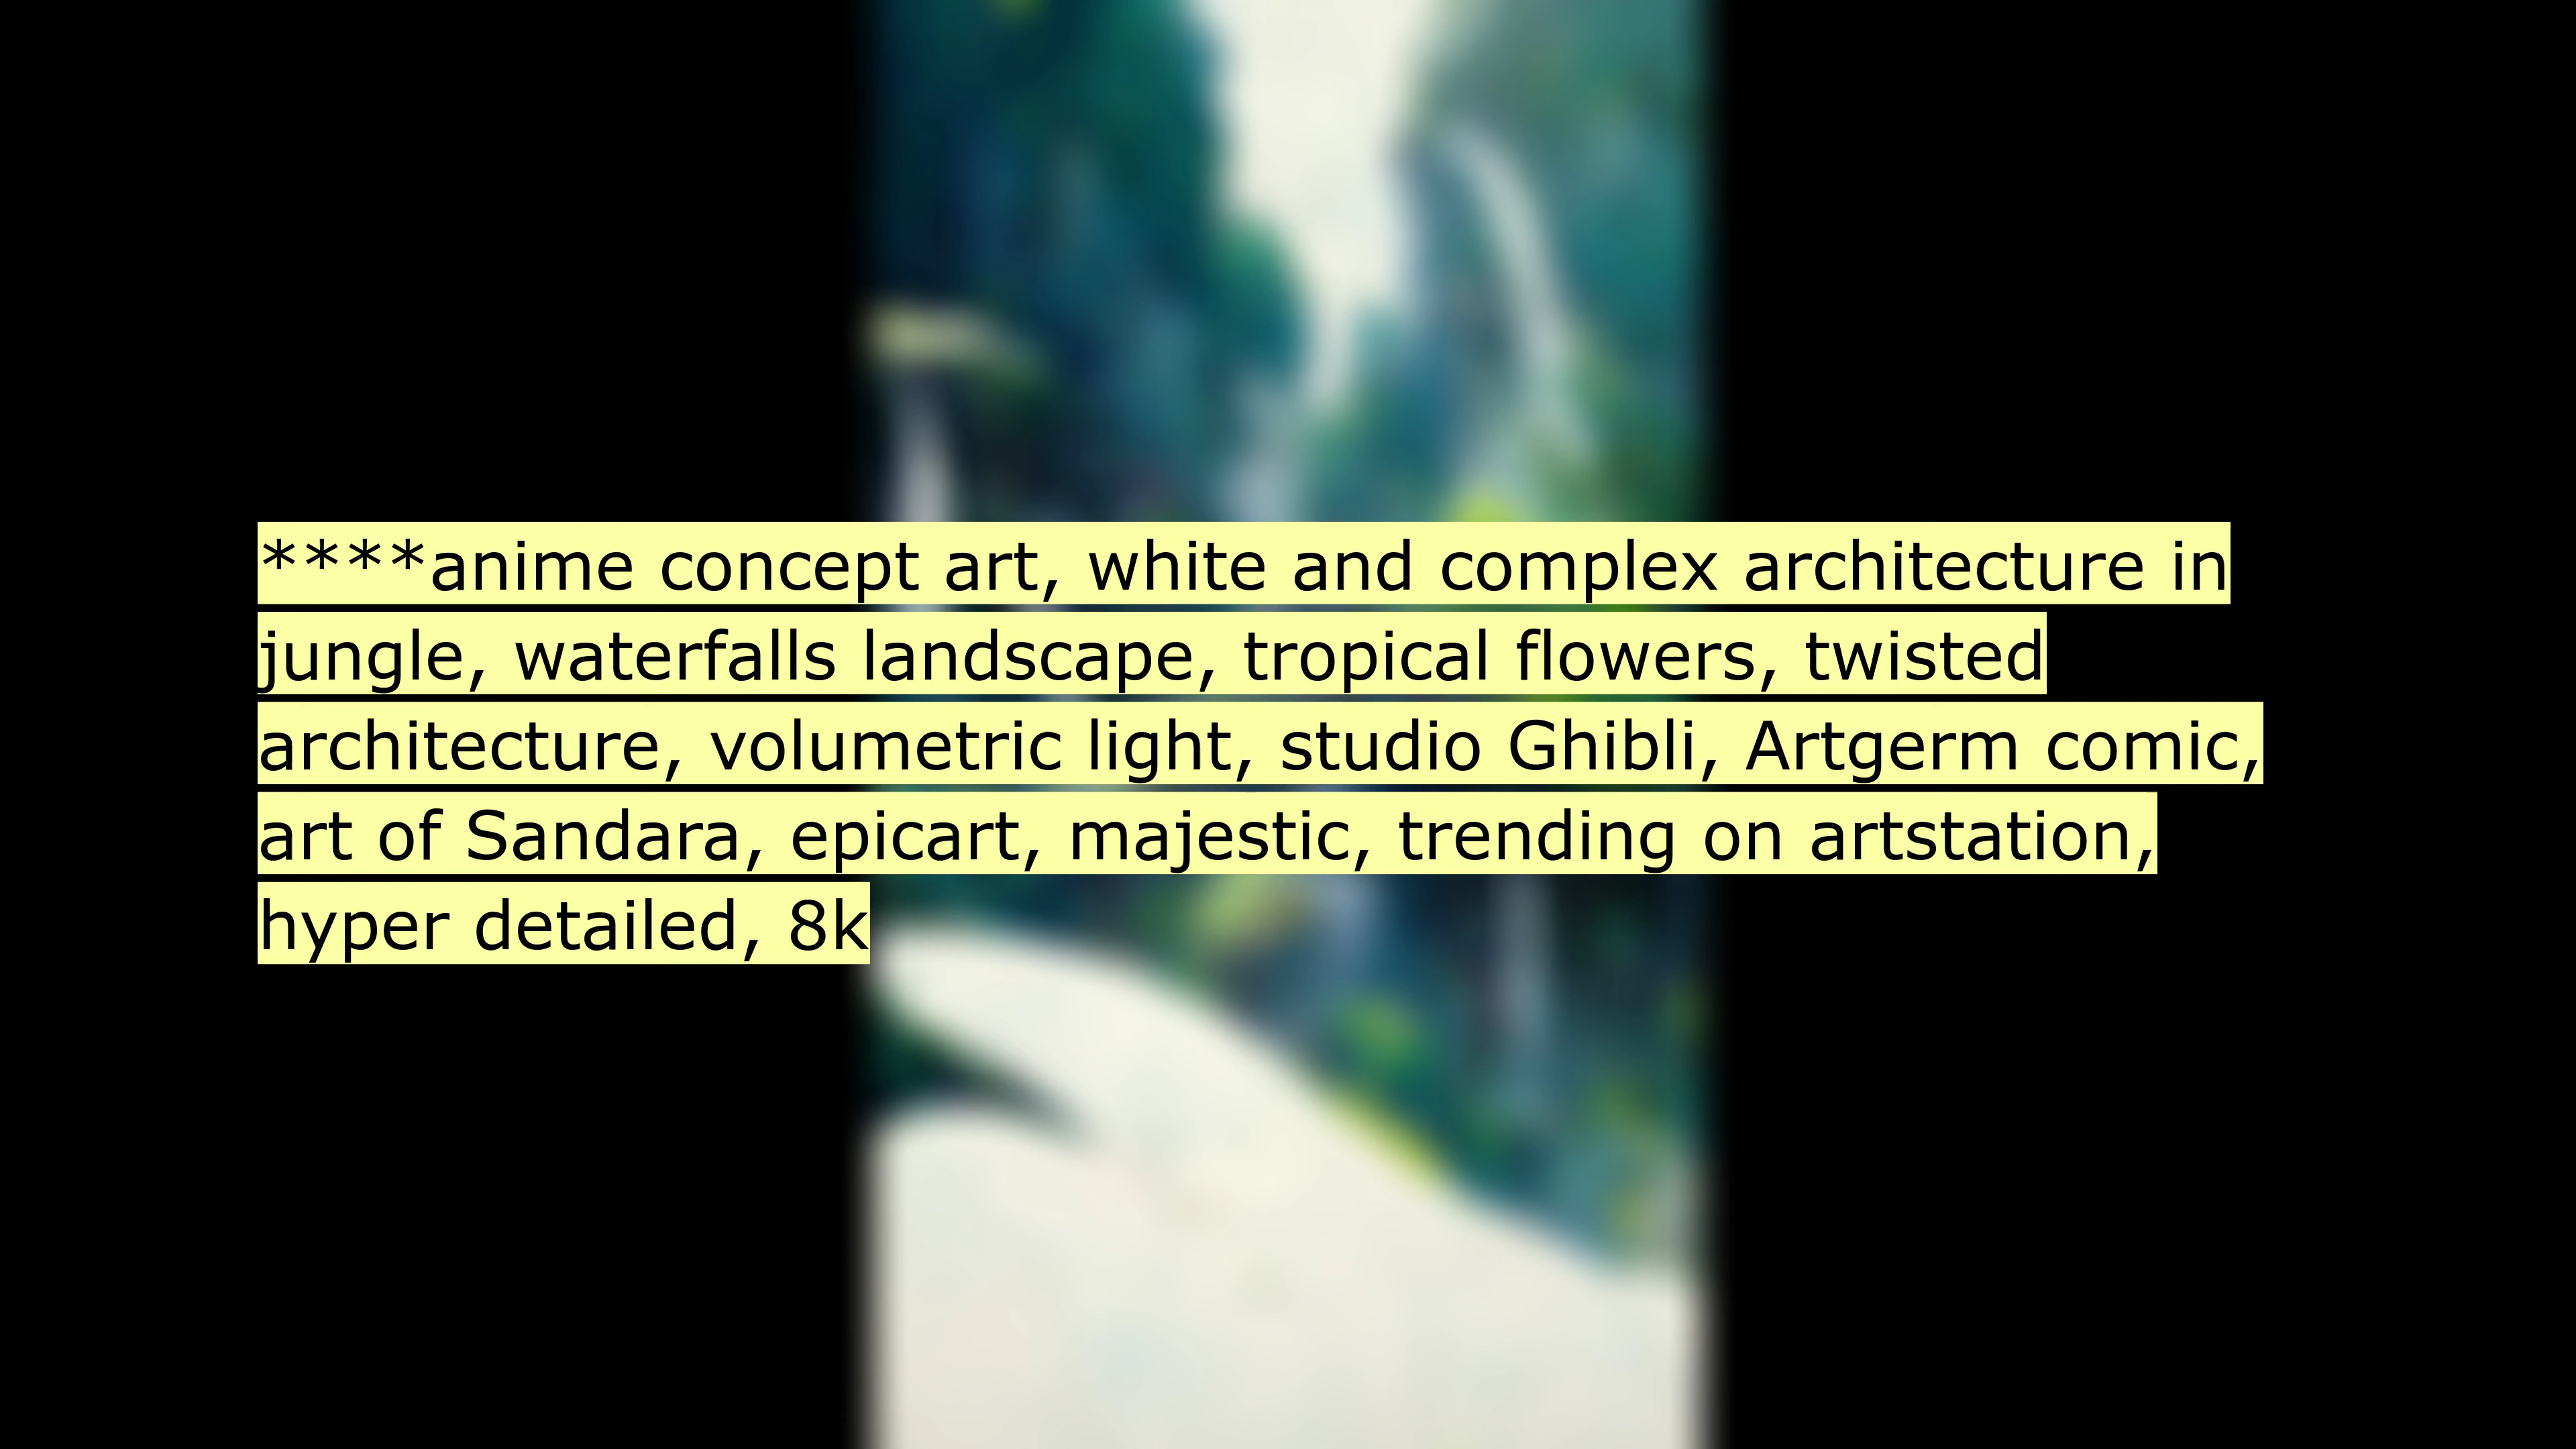 ****anime concept art, white and complex architecture in
jungle, waterfalls landscape, tropical flowers, twisted
architecture, volumetric light, studio Ghibli, Artgerm comic,
art of Sandara, epicart, majestic, trending on artstation,
hyper detailed, 8k